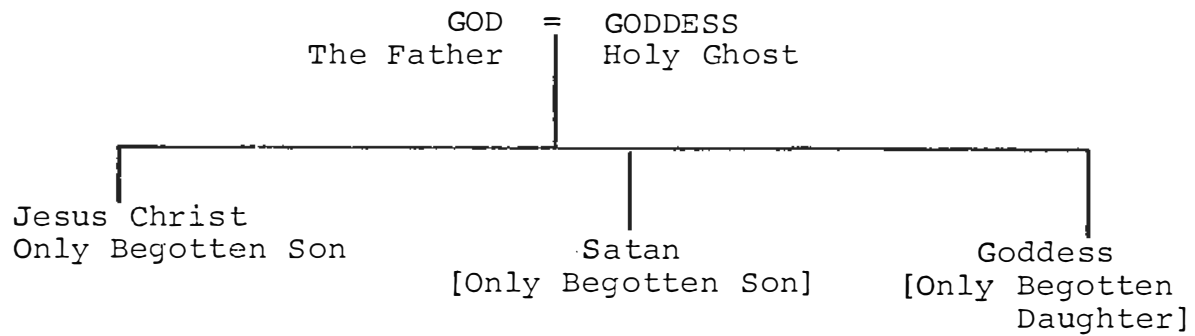 GOD = GODDESS
The Father Holy Ghost
Jesus Christ
Only Begotten Son
Satan
[Only Begotten Son]
Goddess
[Only Begotten
Daughter]